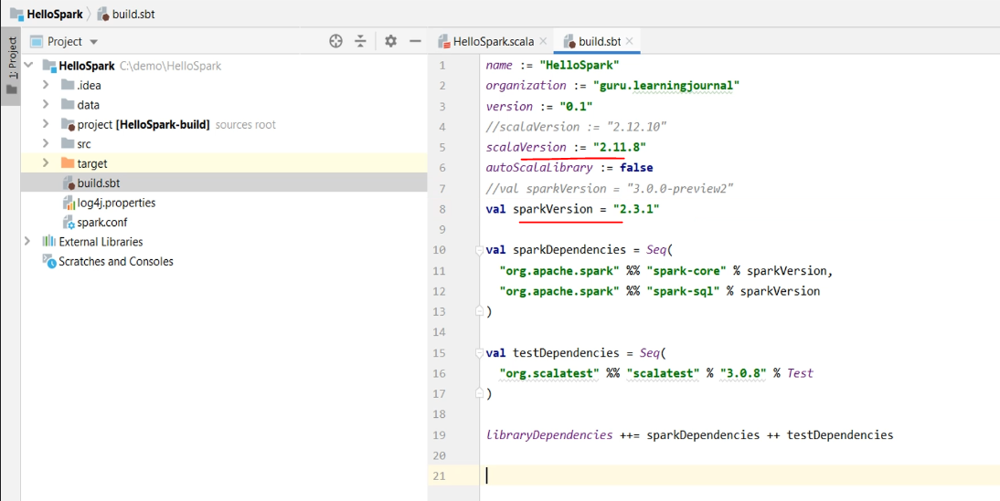 HelloSpark build.sbt
1: Project
Project
HelloSpark C:\demo\HelloSpark
.idea
data
project [HelloSpark-build] sources root
src
target
build.sbt
log4j.properties
spark.conf
External Libraries
Scratches and Consoles
HelloSpark.scala build.sbt
1 name := "HelloSpark"
2 organization := "guru.learningjournal"
3 version := "0.1"
4 //scalaVersion := "2.12.10"
5 scalaVersion := "2.11.8"
6 autoScalaLibrary := false
7 //val sparkVersion = "3.0.0-preview2"
8 val sparkVersion = "2.3.1"
9
10 val sparkDependencies = Seq(
11 "org.apache.spark" %% "spark-core" % sparkVersion,
12 "org.apache.spark" %% "spark-sql" % sparkVersion
13 )
14
15 val testDependencies = Seq(
16 "org.scalatest" %% "scalatest" % "3.0.8" % Test
17 )
18
19 libraryDependencies ++= sparkDependencies ++ testDependencies
20
21